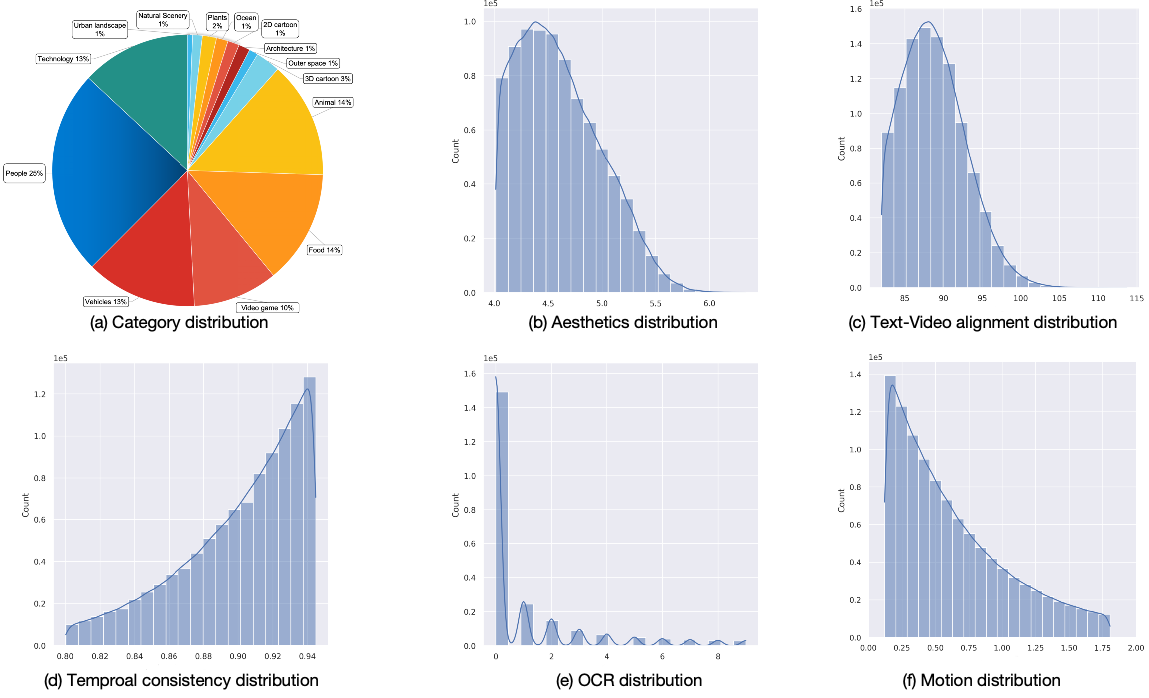 Natural Scenery
1%
Urban landscape
1%
Plants
2%
Ocean
1%
2D cartoon
1%
Architecture 1%
Outer space 1%
3D cartoon 3%
Technology 13%
Animal 14%
People 25%
Food 14%
Vehicles 13%
Video game 10%
(a) Category distribution
1e5
1.0
0.8
0.6
0.4
0.2
0.0
Count
4.0 4.5 5.0 5.5 6.0
(b) Aesthetics distribution
1e5
1.6
1.4
1.2
1.0
0.8
0.6
0.4
0.2
0.0
Count
85 90 95 100 105 110 115
(c) Text-Video alignment distribution
1e5
1.2
1.0
0.8
0.6
0.4
0.2
0.0
Count
0.80 0.82 0.84 0.86 0.88 0.90 0.92 0.94
(d) Temproal consistency distribution
1e5
1.6
1.4
1.2
1.0
0.8
0.6
0.4
0.2
0.0
Count
0 2 4 6 8
(e) OCR distribution
1e5
1.4
1.2
1.0
0.8
0.6
0.4
0.2
0.0
Count
0.00 0.25 0.50 0.75 1.00 1.25 1.50 1.75 2.00
(f) Motion distribution